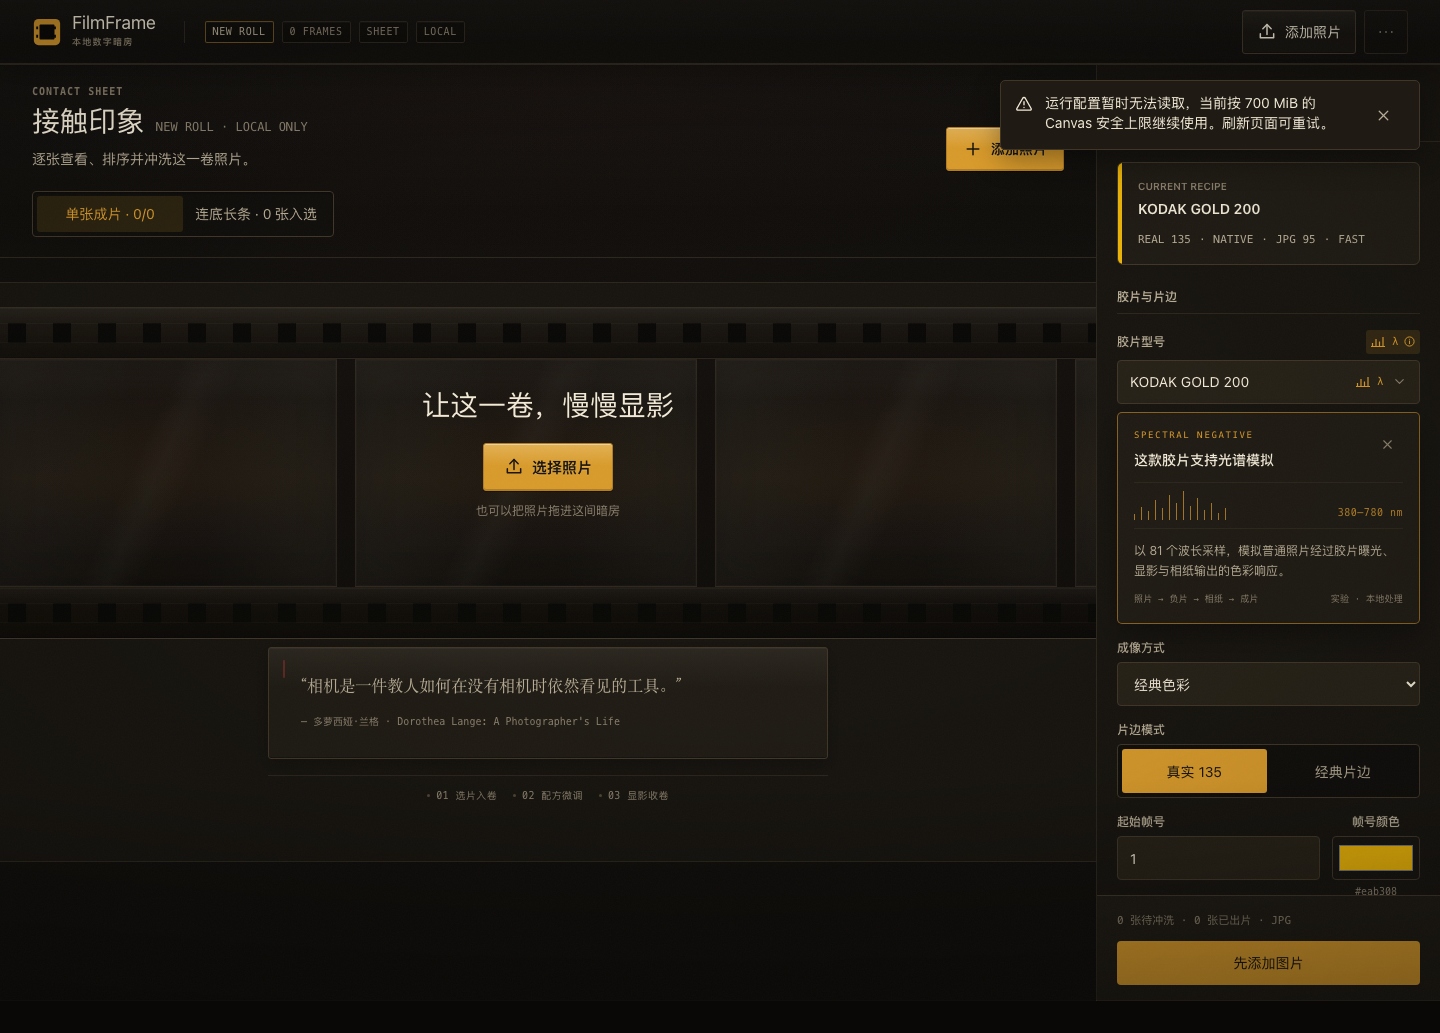 FilmFrame
本地数字暗房
NEW ROLL
0 FRAMES
SHEET
LOCAL
添加照片
...
CONTACT SHEET
接触印象 NEW ROLL · LOCAL ONLY
逐张查看、排序并冲洗这一卷照片。
添加照片
运行配置暂时无法读取，当前按 700 MiB 的
Canvas 安全上限继续使用。刷新页面可重试。
单张成片 · 0/0
连底长条 · 0 张入选
让这一卷，慢慢显影
选择照片
也可以把照片拖进这间暗房
“相机是一件教人如何在没有相机时依然看见的工具。”
— 多萝西娅·兰格 · Dorothea Lange: A Photographer's Life
01 选片入卷
02 配方微调
03 显影收卷
CURRENT RECIPE
KODAK GOLD 200
REAL 135 · NATIVE · JPG 95 · FAST
胶片与片边
胶片型号
λ
KODAK GOLD 200
λ
SPECTRAL NEGATIVE
这款胶片支持光谱模拟
380–780 nm
以 81 个波长采样，模拟普通照片经过胶片曝光、
显影与相纸输出的色彩响应。
照片 → 负片 → 相纸 → 成片
实验 · 本地处理
成像方式
经典色彩
片边模式
真实 135
经典片边
起始帧号
帧号颜色
1
#eab308
0 张待冲洗 · 0 张已出片 · JPG
先添加图片